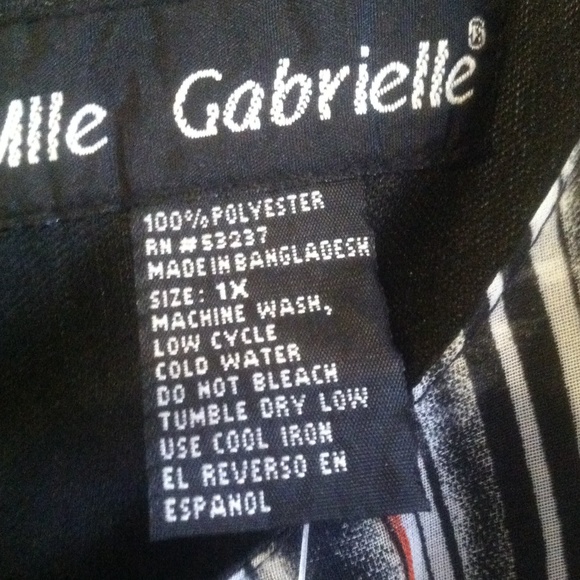 Mlle Gabrielle®
100% POLYESTER
RN #53237
MADE IN BANGLADESH
SIZE: 1X
MACHINE WASH,
LOW CYCLE
COLD WATER
DO NOT BLEACH
TUMBLE DRY LOW
USE COOL IRON
EL REVERSO EN
ESPANOL